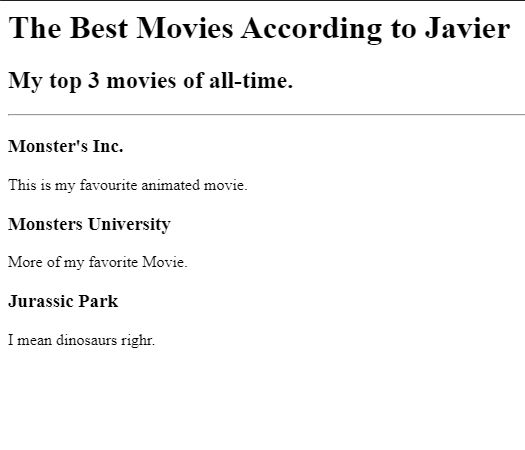 The Best Movies According to Javier
My top 3 movies of all-time.
Monster's Inc.
This is my favourite animated movie.
Monsters University
More of my favorite Movie.
Jurassic Park
I mean dinosaurs righr.